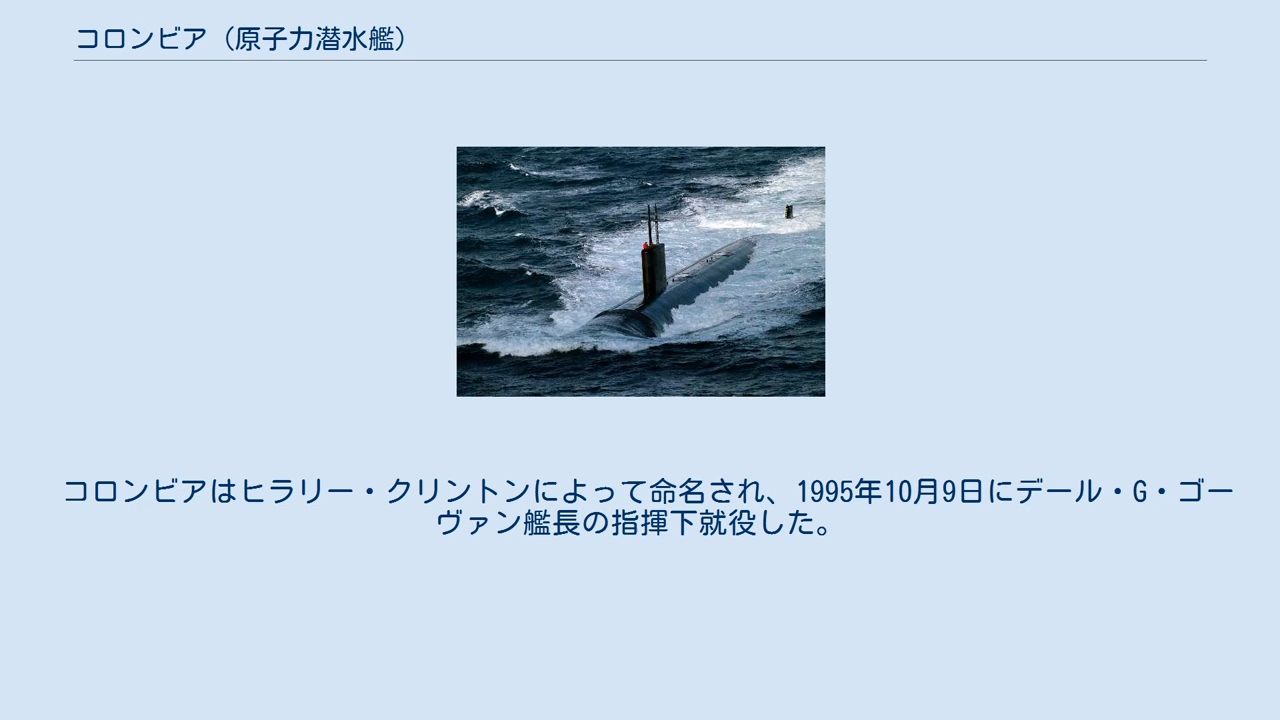 コロンビア（原子力潜水艦）
コロンビアはヒラリー・クリントンによって命名され、1995年10月9日にデール・G・ゴー
ヴァン艦長の指揮下就役した。